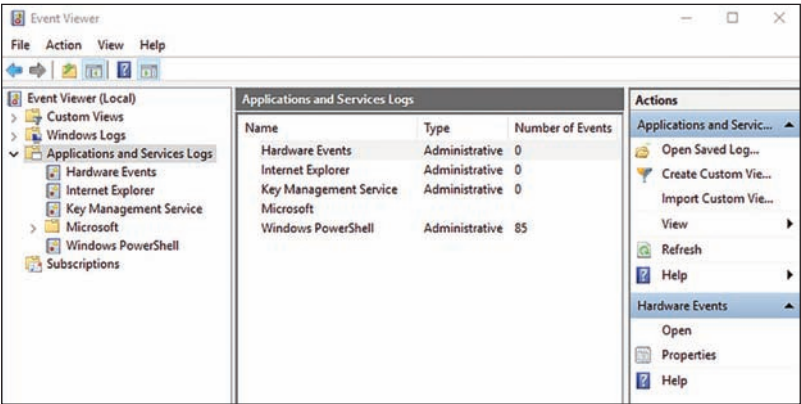 Event Viewer
File Action View Help
Event Viewer (Local)
Custom Views
Windows Logs
Applications and Services Logs
Hardware Events
Internet Explorer
Key Management Service
Microsoft
Windows PowerShell
Subscriptions
Applications and Services Logs
Name Type Number of Events
Hardware Events Administrative 0
Internet Explorer Administrative 0
Key Management Service Administrative 0
Microsoft
Windows PowerShell Administrative 85
Actions
Applications and Servic...
Open Saved Log...
Create Custom Vie...
Import Custom Vie...
View
Refresh
Help
Hardware Events
Open
Properties
Help